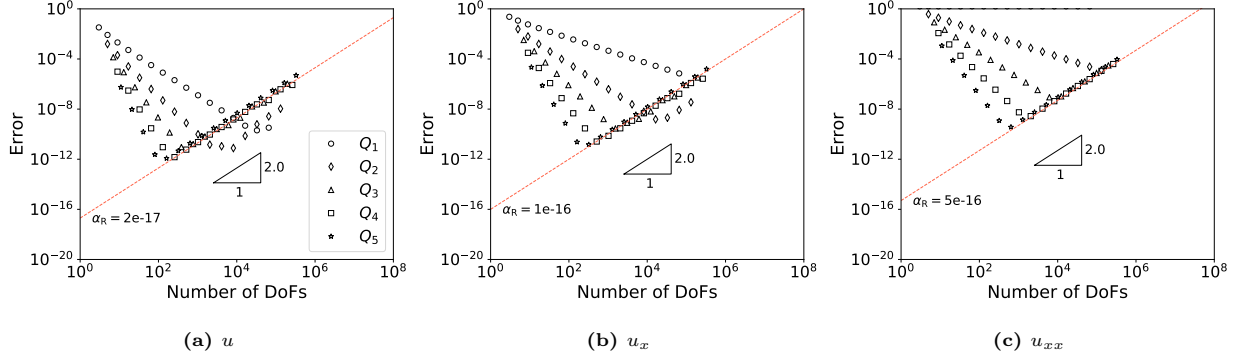 10^0
10^-4
10^-8
10^-12
10^-16
10^-20
Error
α_R = 2e-17
2.0
1
Q_1
Q_2
Q_3
Q_4
Q_5
10^0 10^2 10^4 10^6 10^8
Number of DoFs
(a) u
10^0
10^-4
10^-8
10^-12
10^-16
10^-20
Error
α_R = 1e-16
2.0
1
10^0 10^2 10^4 10^6 10^8
Number of DoFs
(b) u_x
10^0
10^-4
10^-8
10^-12
10^-16
10^-20
Error
α_R = 5e-16
2.0
1
10^0 10^2 10^4 10^6 10^8
Number of DoFs
(c) u_xx